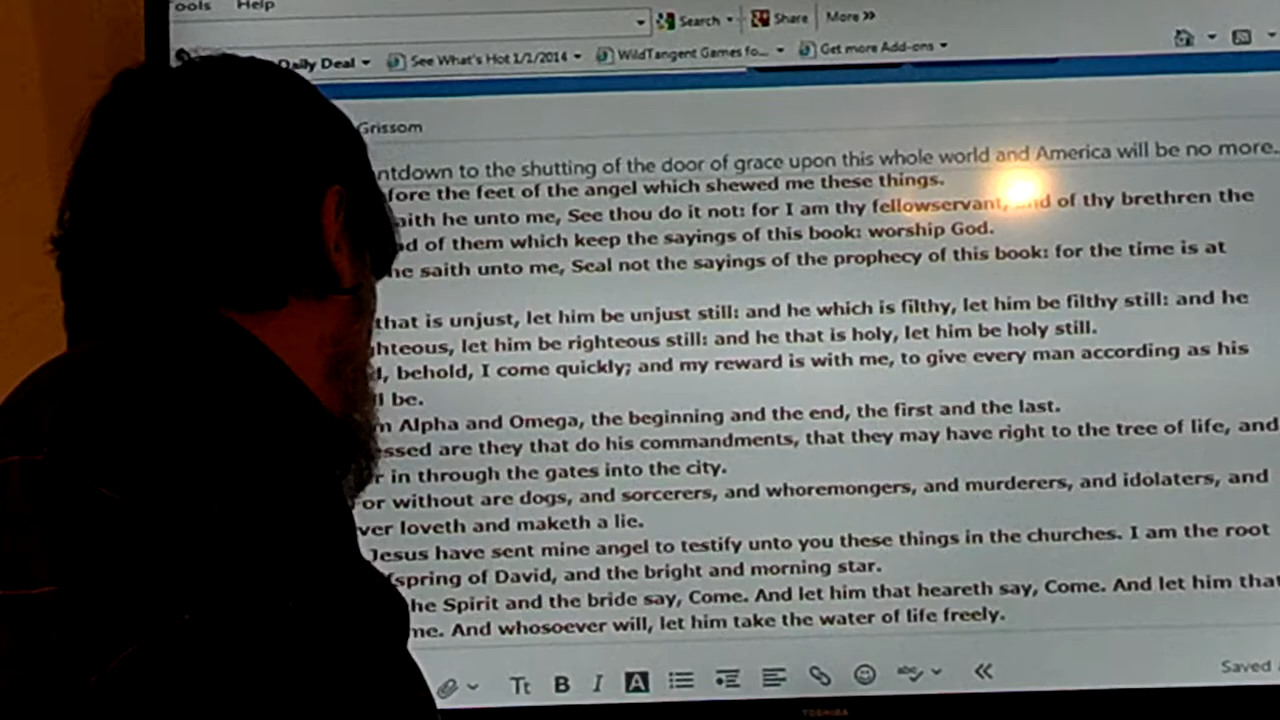 ools Help
Search Share More »
Daily Deal See What's Hot 1/1/2014 WildTangent Games fo... Get more Add-ons
Grissom
ntdown to the shutting of the door of grace upon this whole world and America will be no more.
fore the feet of the angel which shewed me these things.
aith he unto me, See thou do it not: for I am thy fellowservant, and of thy brethren the
d of them which keep the sayings of this book: worship God.
he saith unto me, Seal not the sayings of the prophecy of this book: for the time is at
that is unjust, let him be unjust still: and he which is filthy, let him be filthy still: and he
hteous, let him be righteous still: and he that is holy, let him be holy still.
d, behold, I come quickly; and my reward is with me, to give every man according as his
l be.
m Alpha and Omega, the beginning and the end, the first and the last.
essed are they that do his commandments, that they may have right to the tree of life, and
r in through the gates into the city.
or without are dogs, and sorcerers, and whoremongers, and murderers, and idolaters, and
ver loveth and maketh a lie.
Jesus have sent mine angel to testify unto you these things in the churches. I am the root
fspring of David, and the bright and morning star.
he Spirit and the bride say, Come. And let him that heareth say, Come. And let him that
me. And whosoever will, let him take the water of life freely.
Tt B I A abc «
Saved
TOSHIBA